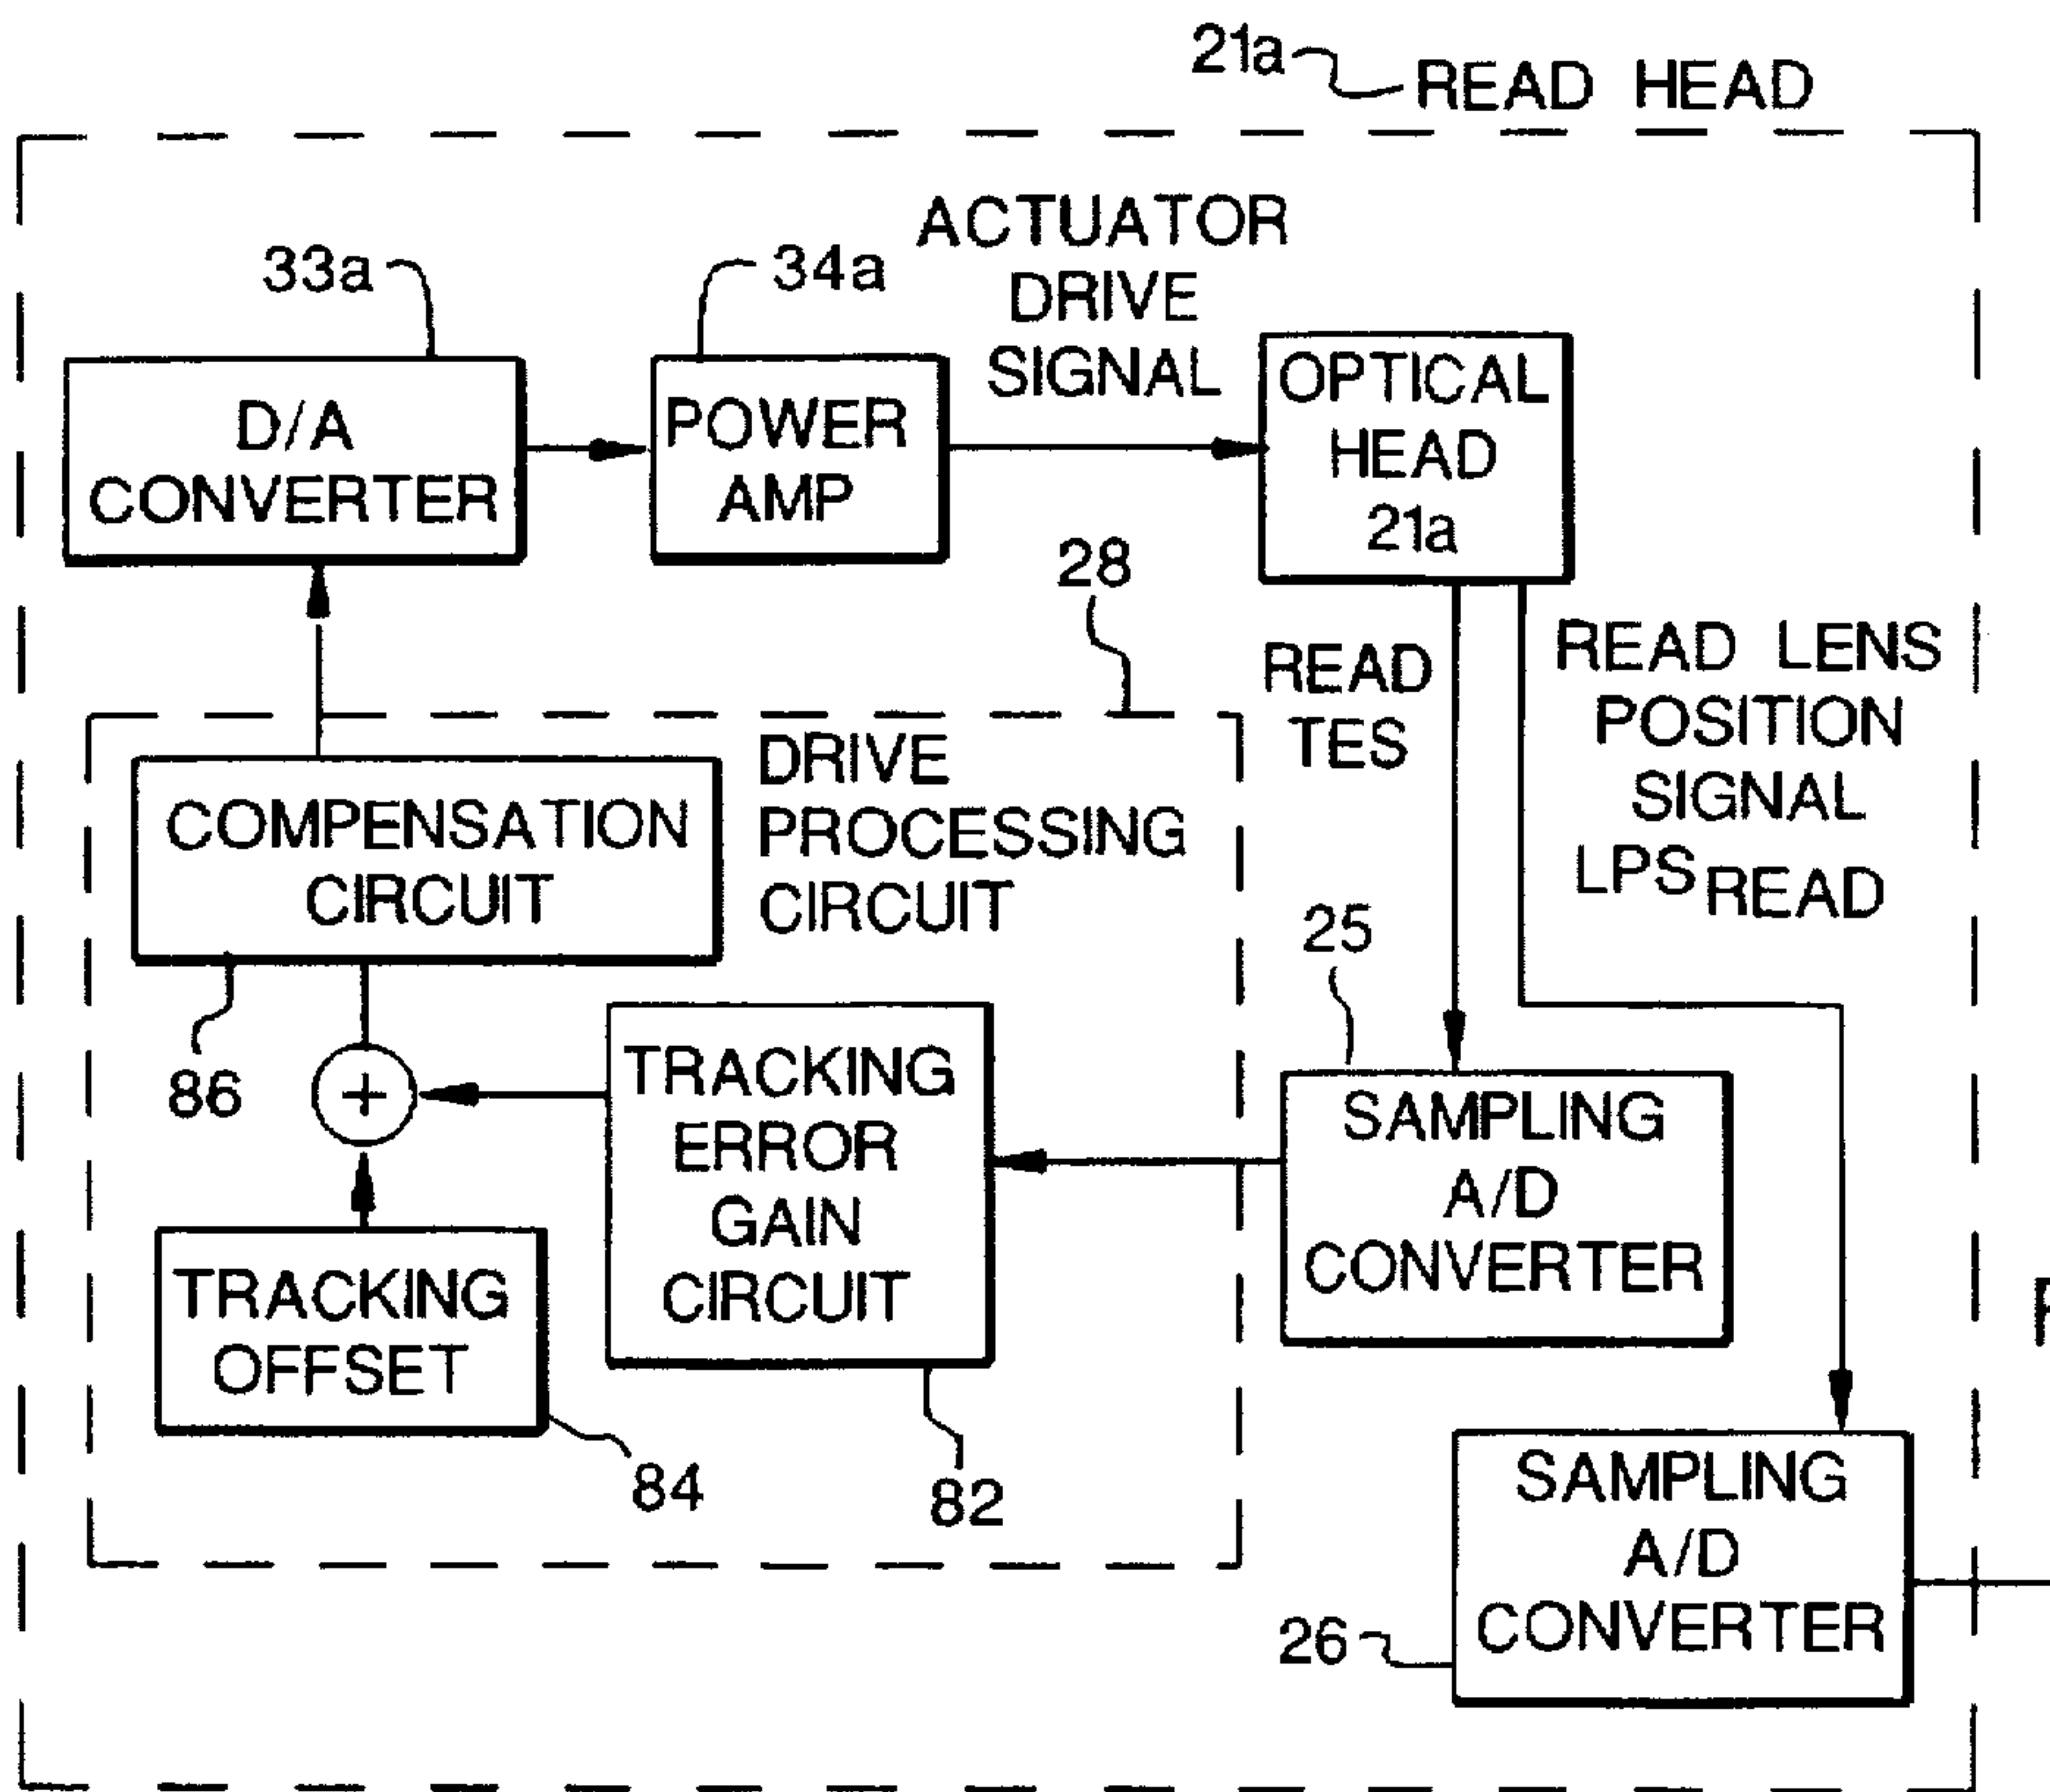 21a READ HEAD
33a
34a
ACTUATOR
DRIVE
SIGNAL
D/A
CONVERTER
POWER
AMP
OPTICAL
HEAD
21a
28
READ
TES
READ LENS
POSITION
SIGNAL
LPS READ
DRIVE
PROCESSING
CIRCUIT
COMPENSATION
CIRCUIT
86
+
TRACKING
ERROR
GAIN
CIRCUIT
25
SAMPLING
A/D
CONVERTER
TRACKING
OFFSET
84
82
SAMPLING
A/D
CONVERTER
26